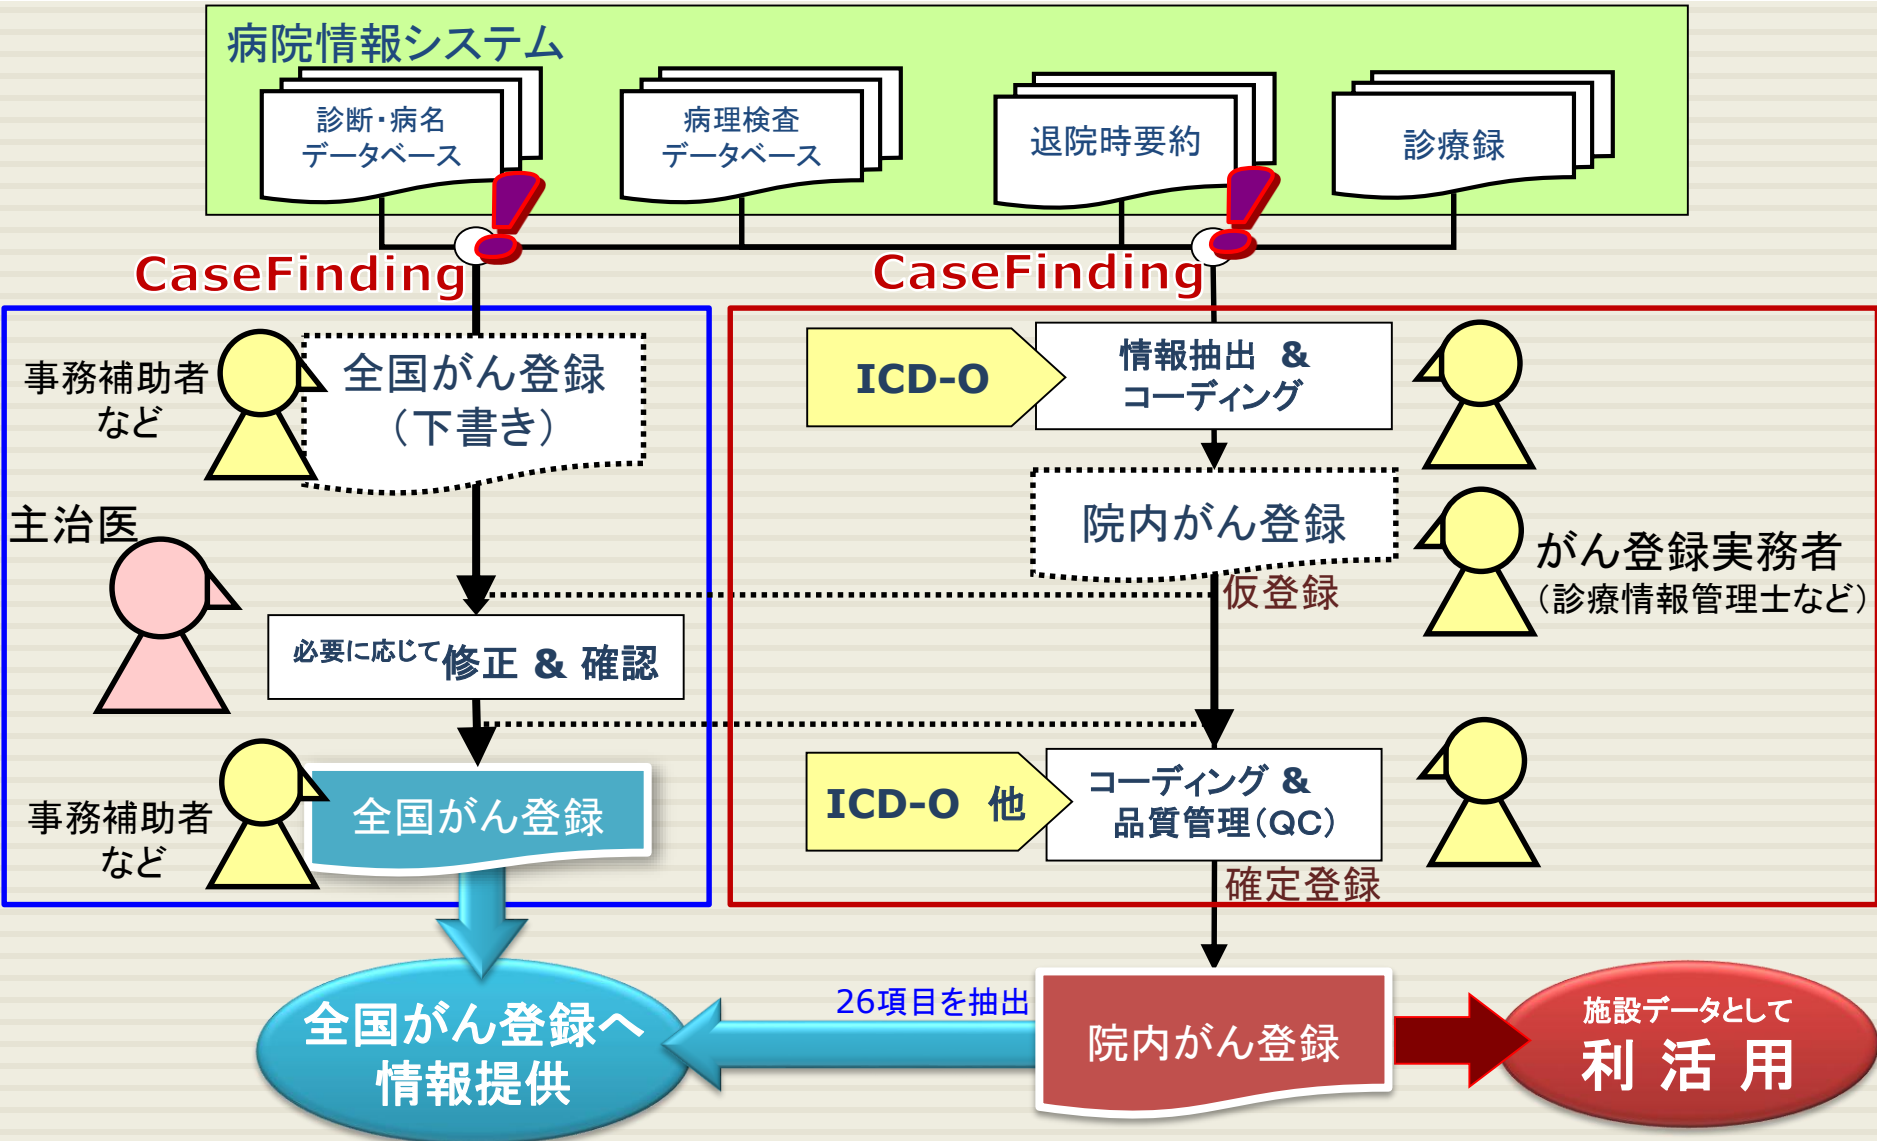 病院情報システム
診断・病名
データベース
病理検査
データベース
退院時要約
診療録
CaseFinding
CaseFinding
事務補助者
など
全国がん登録
（下書き）
ICD-O
情報抽出 &
コーディング
主治医
院内がん登録
がん登録実務者
（診療情報管理士など）
仮登録
必要に応じて修正 & 確認
事務補助者
など
全国がん登録
ICD-O 他
コーディング &
品質管理（QC）
確定登録
全国がん登録へ
情報提供
26項目を抽出
院内がん登録
施設データとして
利 活 用